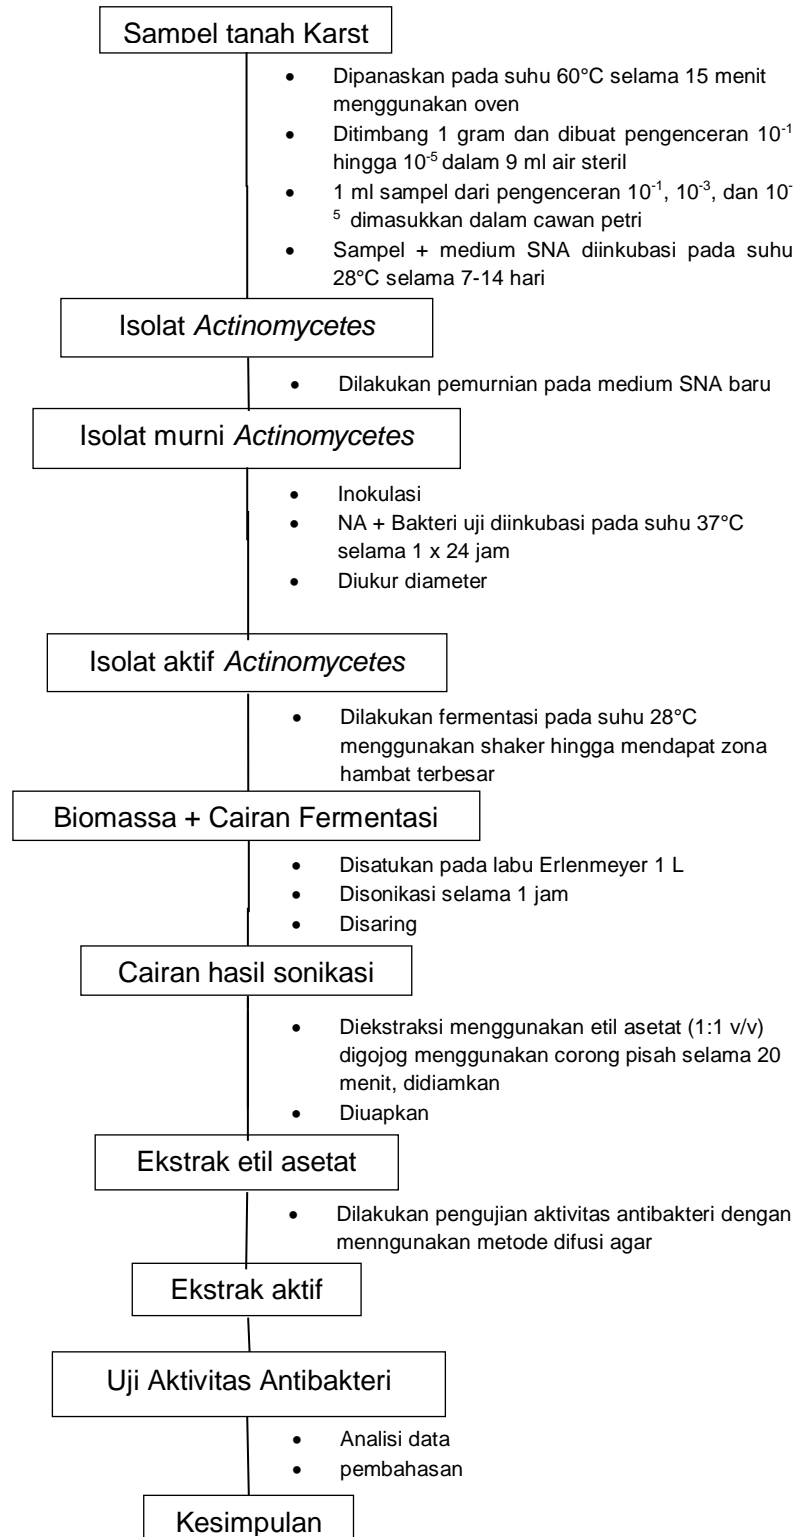 Sampel tanah Karst
• Dipanaskan pada suhu 60°C selama 15 menit
menggunakan oven
• Ditimbang 1 gram dan dibuat pengenceran 10⁻¹
hingga 10⁻⁵ dalam 9 ml air steril
• 1 ml sampel dari pengenceran 10⁻¹, 10⁻³, dan 10⁻
⁵ dimasukkan dalam cawan petri
• Sampel + medium SNA diinkubasi pada suhu
28°C selama 7-14 hari
Isolat Actinomycetes
• Dilakukan pemurnian pada medium SNA baru
Isolat murni Actinomycetes
• Inokulasi
• NA + Bakteri uji diinkubasi pada suhu 37°C
selama 1 x 24 jam
• Diukur diameter
Isolat aktif Actinomycetes
• Dilakukan fermentasi pada suhu 28°C
menggunakan shaker hingga mendapat zona
hambat terbesar
Biomassa + Cairan Fermentasi
• Disatukan pada labu Erlenmeyer 1 L
• Disonikasi selama 1 jam
• Disaring
Cairan hasil sonikasi
• Diekstraksi menggunakan etil asetat (1:1 v/v)
digojog menggunakan corong pisah selama 20
menit, didiamkan
• Diuapkan
Ekstrak etil asetat
• Dilakukan pengujian aktivitas antibakteri dengan
menngunakan metode difusi agar
Ekstrak aktif
Uji Aktivitas Antibakteri
• Analisi data
• pembahasan
Kesimpulan